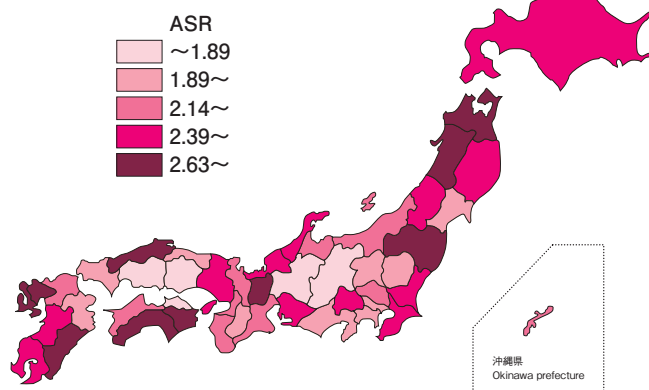 ASR
〜1.89
1.89〜
2.14〜
2.39〜
2.63〜
沖縄県
Okinawa prefecture